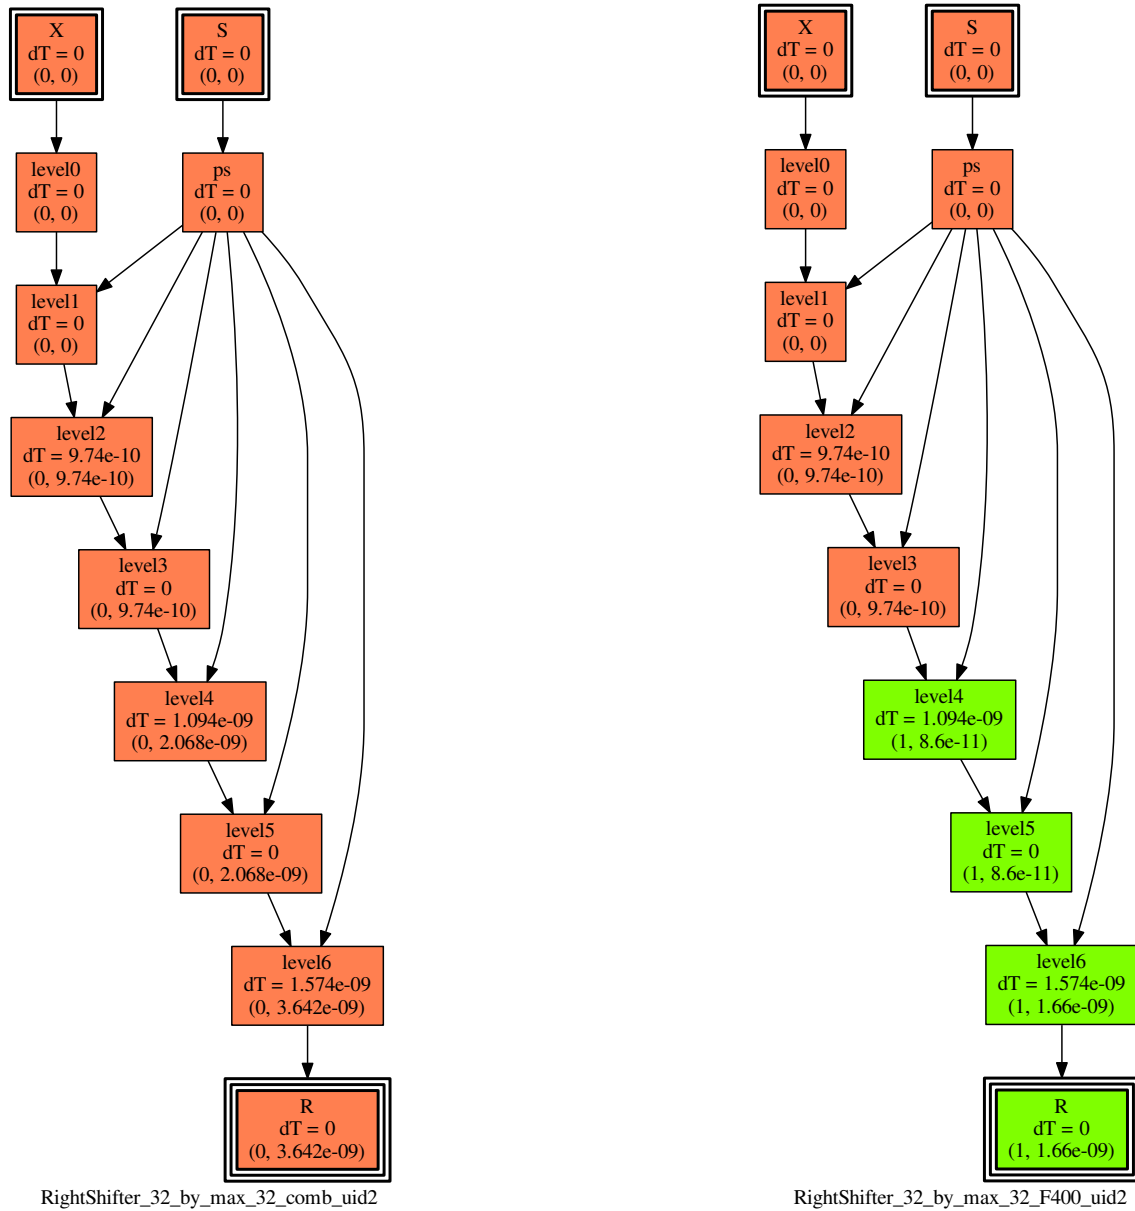 X
dT = 0
(0, 0)
S
dT = 0
(0, 0)
level0
dT = 0
(0, 0)
ps
dT = 0
(0, 0)
level1
dT = 0
(0, 0)
level2
dT = 9.74e-10
(0, 9.74e-10)
level3
dT = 0
(0, 9.74e-10)
level4
dT = 1.094e-09
(0, 2.068e-09)
level5
dT = 0
(0, 2.068e-09)
level6
dT = 1.574e-09
(0, 3.642e-09)
R
dT = 0
(0, 3.642e-09)
RightShifter_32_by_max_32_comb_uid2
X
dT = 0
(0, 0)
S
dT = 0
(0, 0)
level0
dT = 0
(0, 0)
ps
dT = 0
(0, 0)
level1
dT = 0
(0, 0)
level2
dT = 9.74e-10
(0, 9.74e-10)
level3
dT = 0
(0, 9.74e-10)
level4
dT = 1.094e-09
(1, 8.6e-11)
level5
dT = 0
(1, 8.6e-11)
level6
dT = 1.574e-09
(1, 1.66e-09)
R
dT = 0
(1, 1.66e-09)
RightShifter_32_by_max_32_F400_uid2